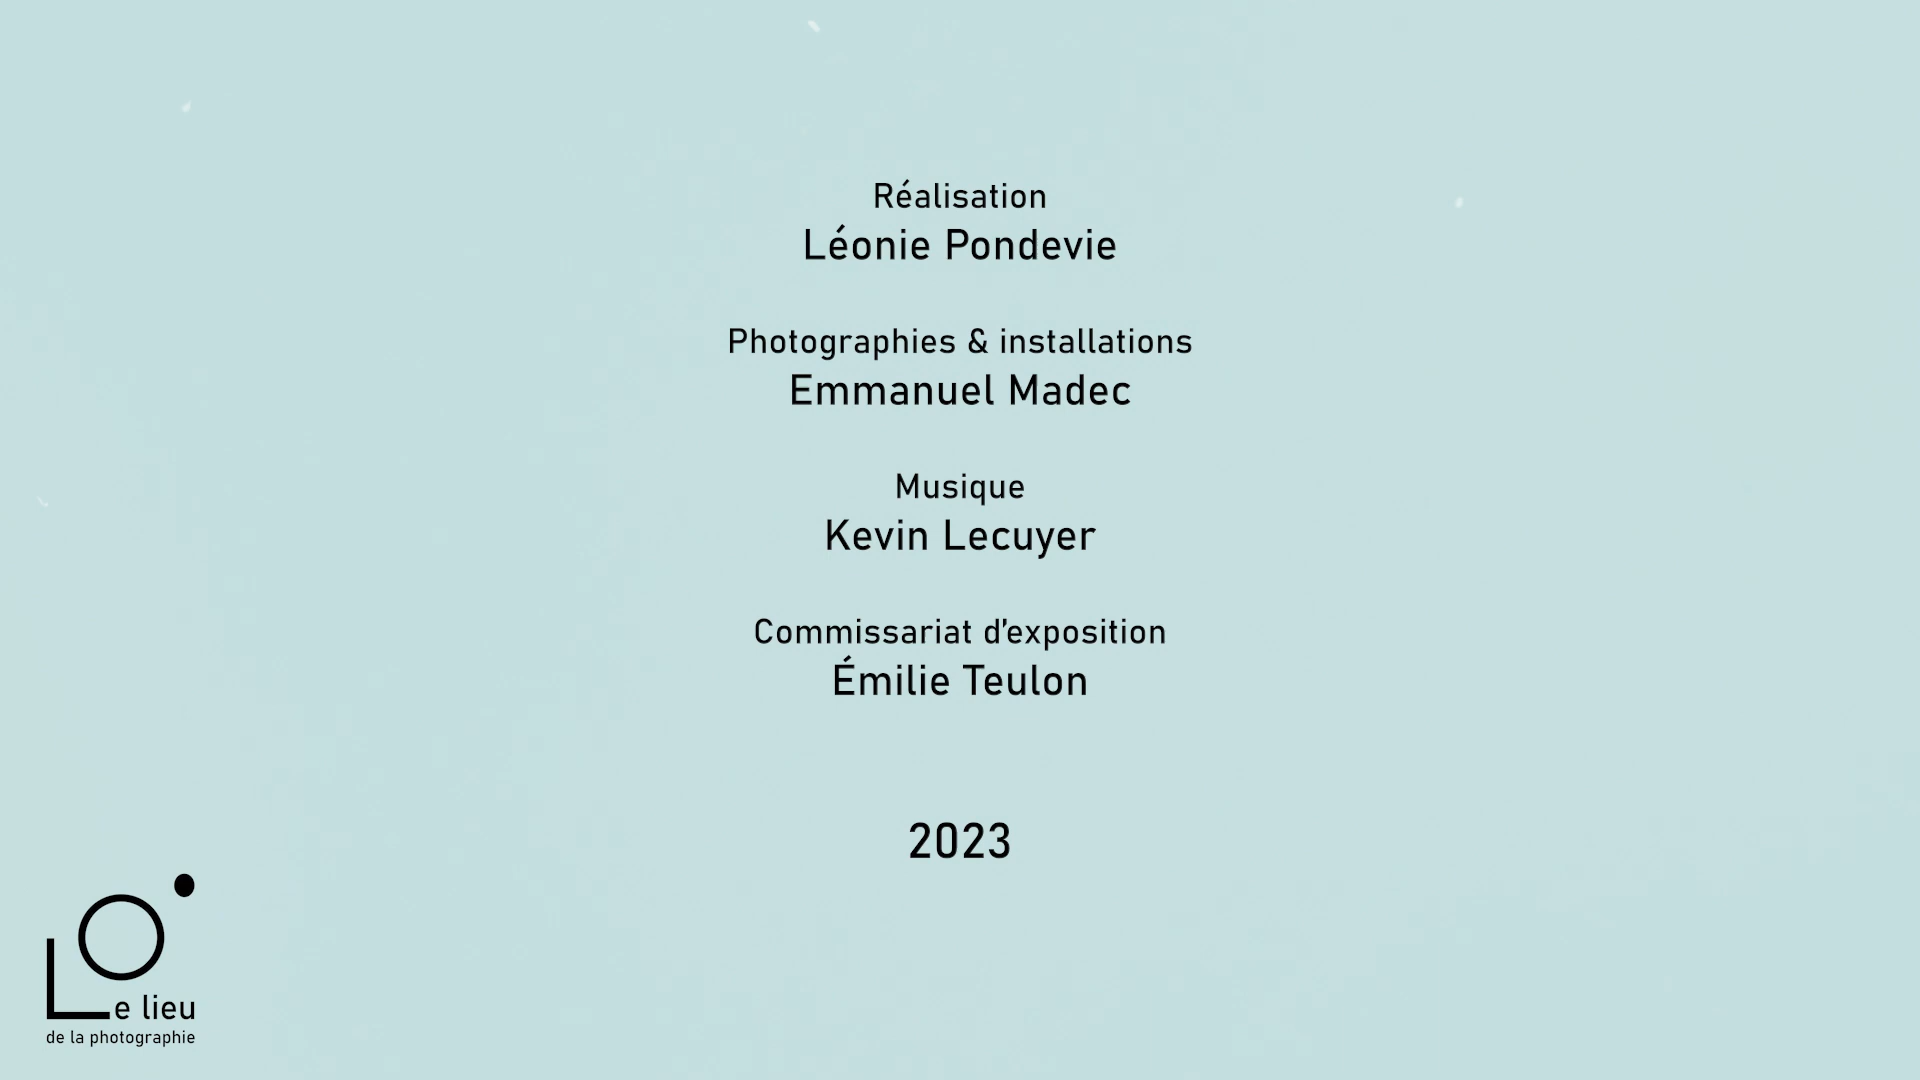 Réalisation
Léonie Pondevie
Photographies & installations
Emmanuel Madec
Musique
Kevin Lecuyer
Commissariat d'exposition
Émilie Teulon
2023
Le lieu
de la photographie